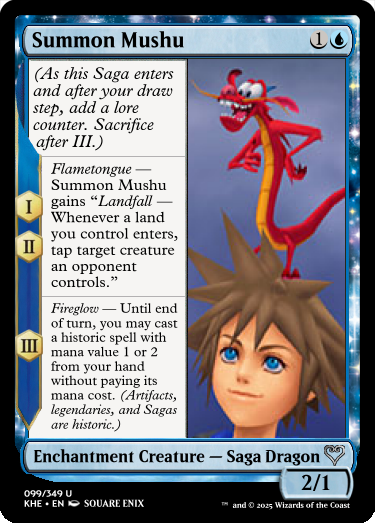 Summon Mushu 1
(As this Saga enters
and after your draw
step, add a lore
counter. Sacrifice
after III.)
I
II
Flametongue —
Summon Mushu
gains “Landfall —
Whenever a land
you control enters,
tap target creature
an opponent
controls.”
III
Fireglow — Until end
of turn, you may cast
a historic spell with
mana value 1 or 2
from your hand
without paying its
mana cost. (Artifacts,
legendaries, and Sagas
are historic.)
Enchantment Creature — Saga Dragon
2/1
099/349 U
KHE • EN SQUARE ENIX
™ and © 2025 Wizards of the Coast